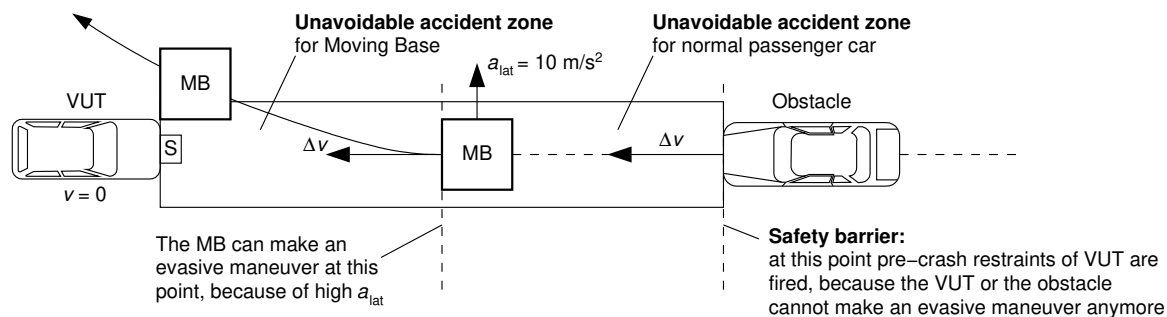 Unavoidable accident zone
for Moving Base
Unavoidable accident zone
for normal passenger car
a_lat = 10 m/s²
MB
VUT
Obstacle
S
Δv
MB
Δv
v = 0
The MB can make an
evasive maneuver at this
point, because of high a_lat
Safety barrier:
at this point pre−crash restraints of VUT are
fired, because the VUT or the obstacle
cannot make an evasive maneuver anymore